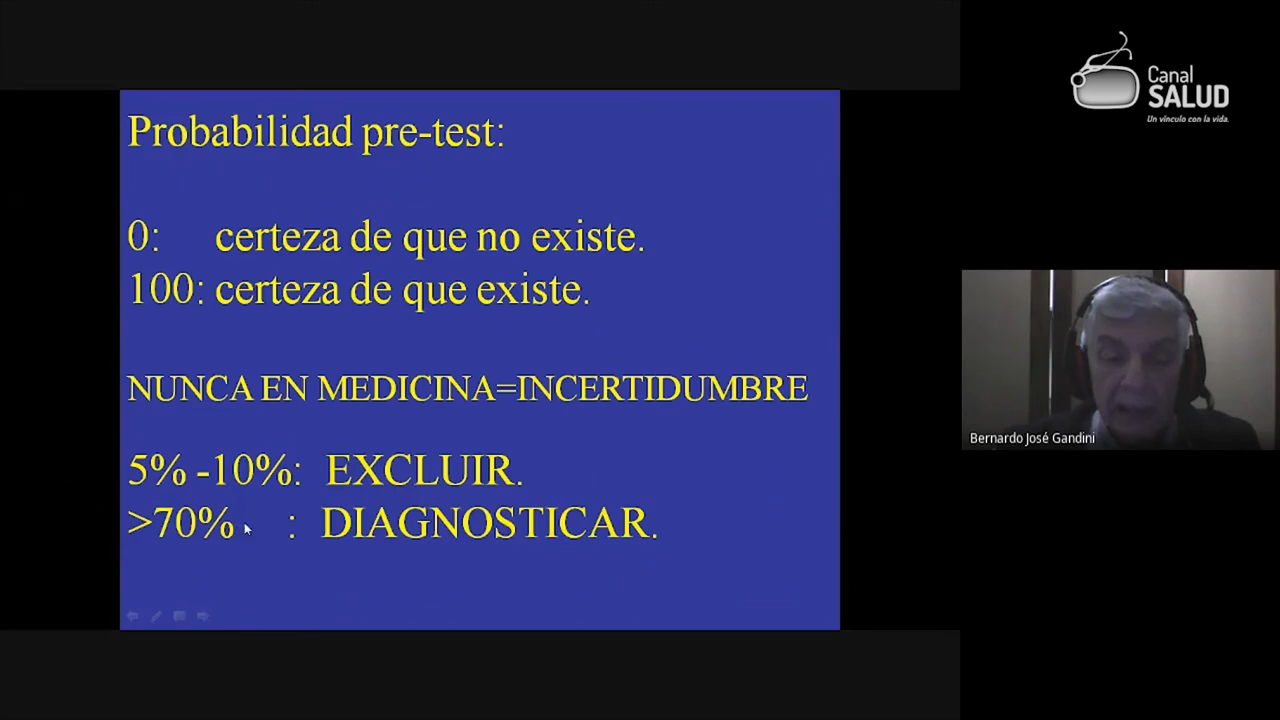 Probabilidad pre-test:
0: certeza de que no existe.
100: certeza de que existe.
NUNCA EN MEDICINA=INCERTIDUMBRE
5% -10%: EXCLUIR.
>70% : DIAGNOSTICAR.
Canal
SALUD
Un vínculo con la vida.
Bernardo José Gandini